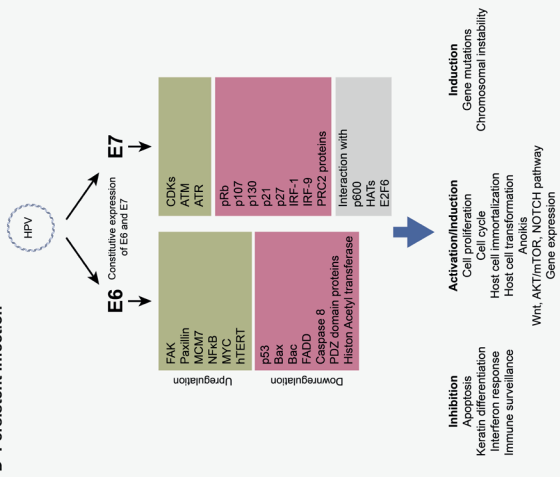 HPV
Constitutive expression
of E6 and E7
E6
E7
Upregulation
FAK
Paxillin
MCM7
NFκB
MYC
hTERT
Downregulation
p53
Bax
Bac
FADD
Caspase 8
PDZ domain proteins
Histon Acetyl transferase
CDKs
ATM
ATR
pRb
p107
p130
p21
p27
IRF-1
IRF-9
PRC2 proteins
Interaction with
p600
HATs
E2F6
Inhibition
Apoptosis
Keratin differentiation
Interferon response
Immune surveillance
Activation/Induction
Cell proliferation
Cell cycle
Host cell immortalization
Host cell transformation
Anoikis
Wnt, AKT/mTOR, NOTCH pathway
Gene expression
Induction
Gene mutations
Chromosomal instability